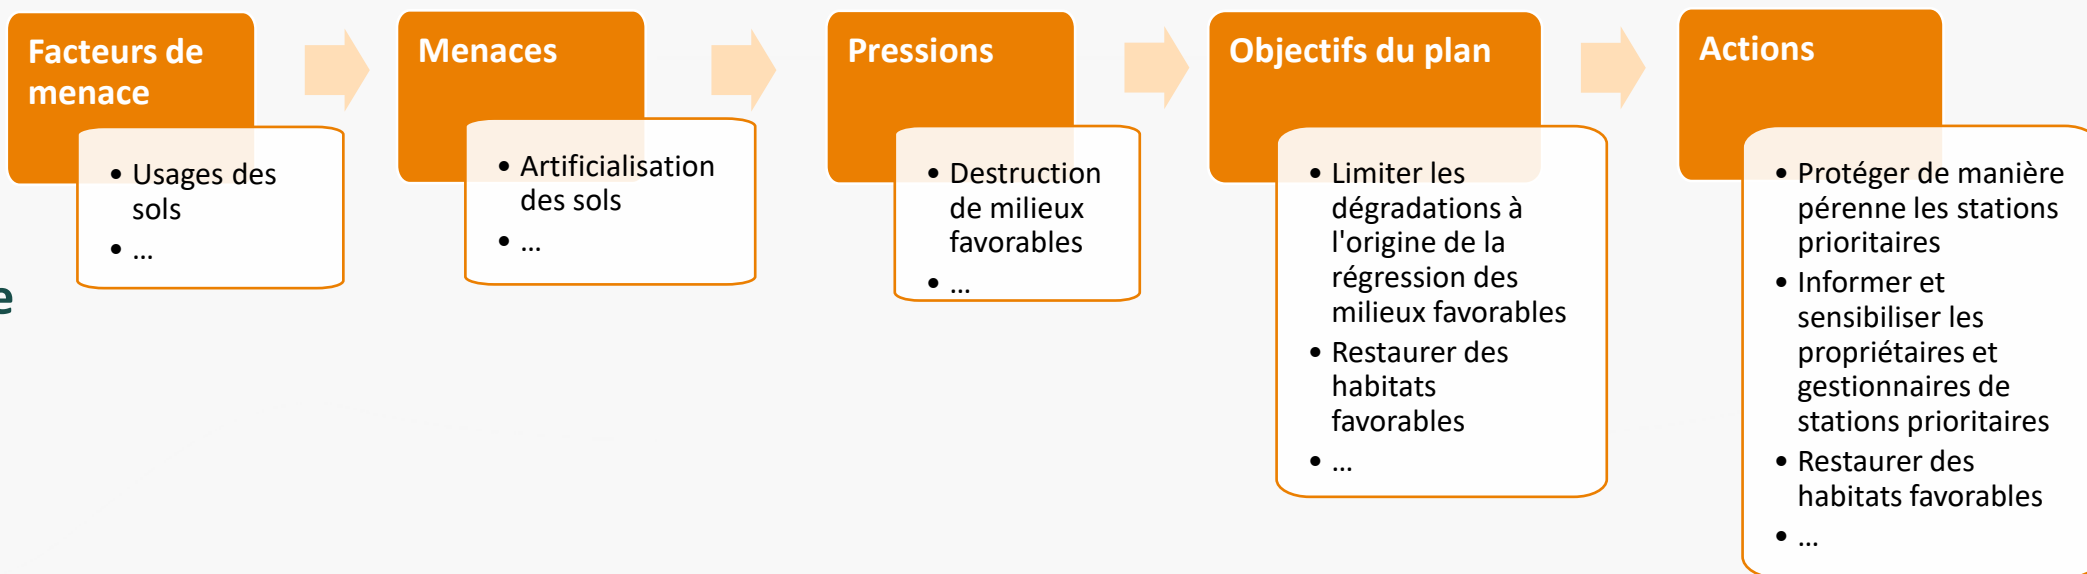 Facteurs de
menace
• Usages des
sols
• ...
Menaces
• Artificialisation
des sols
• ...
Pressions
• Destruction
de milieux
favorables
• ...
Objectifs du plan
• Limiter les
dégradations à
l'origine de la
régression des
milieux favorables
• Restaurer des
habitats
favorables
• ...
Actions
• Protéger de manière
pérenne les stations
prioritaires
• Informer et
sensibiliser les
propriétaires et
gestionnaires de
stations prioritaires
• Restaurer des
habitats favorables
• ...
e